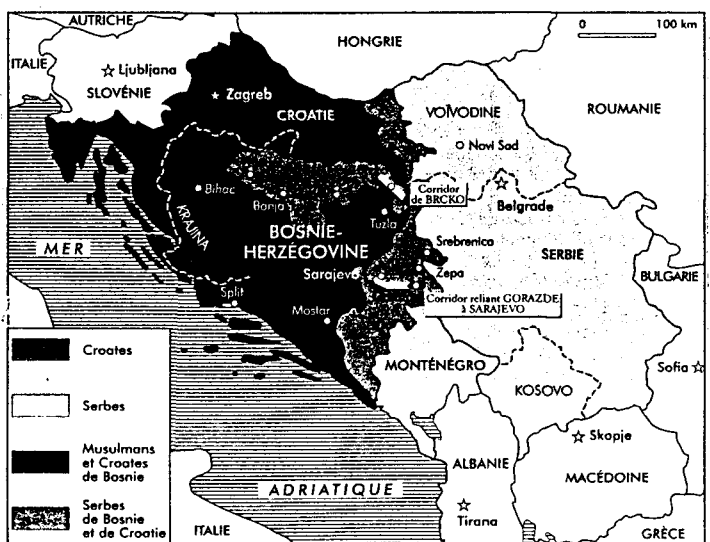 AUTRICHE
HONGRIE
0 100 km
ITALIE
Ljubljana
SLOVÉNIE
Zagreb
CROATIE
VOÏVODINE
ROUMANIE
Novi Sad
Bihac
Banja
Corridor
de BRCKO
Belgrade
KRAJINA
Tuzla
BOSNIE-
HERZÉGOVINE
Srebrenica
MER
SERBIE
Sarajevo
Zepa
BULGARIE
Split
Corridor reliant GORAZDE
à SARAJEVO
Mostar
Croates
MONTÉNÉGRO
Sofia
KOSOVO
Serbes
Skopje
Musulmans
et Croates
de Bosnie
ALBANIE
MACÉDOINE
ADRIATIQUE
Serbes
de Bosnie
et de Croatie
Tirana
ITALIE
GRÈCE